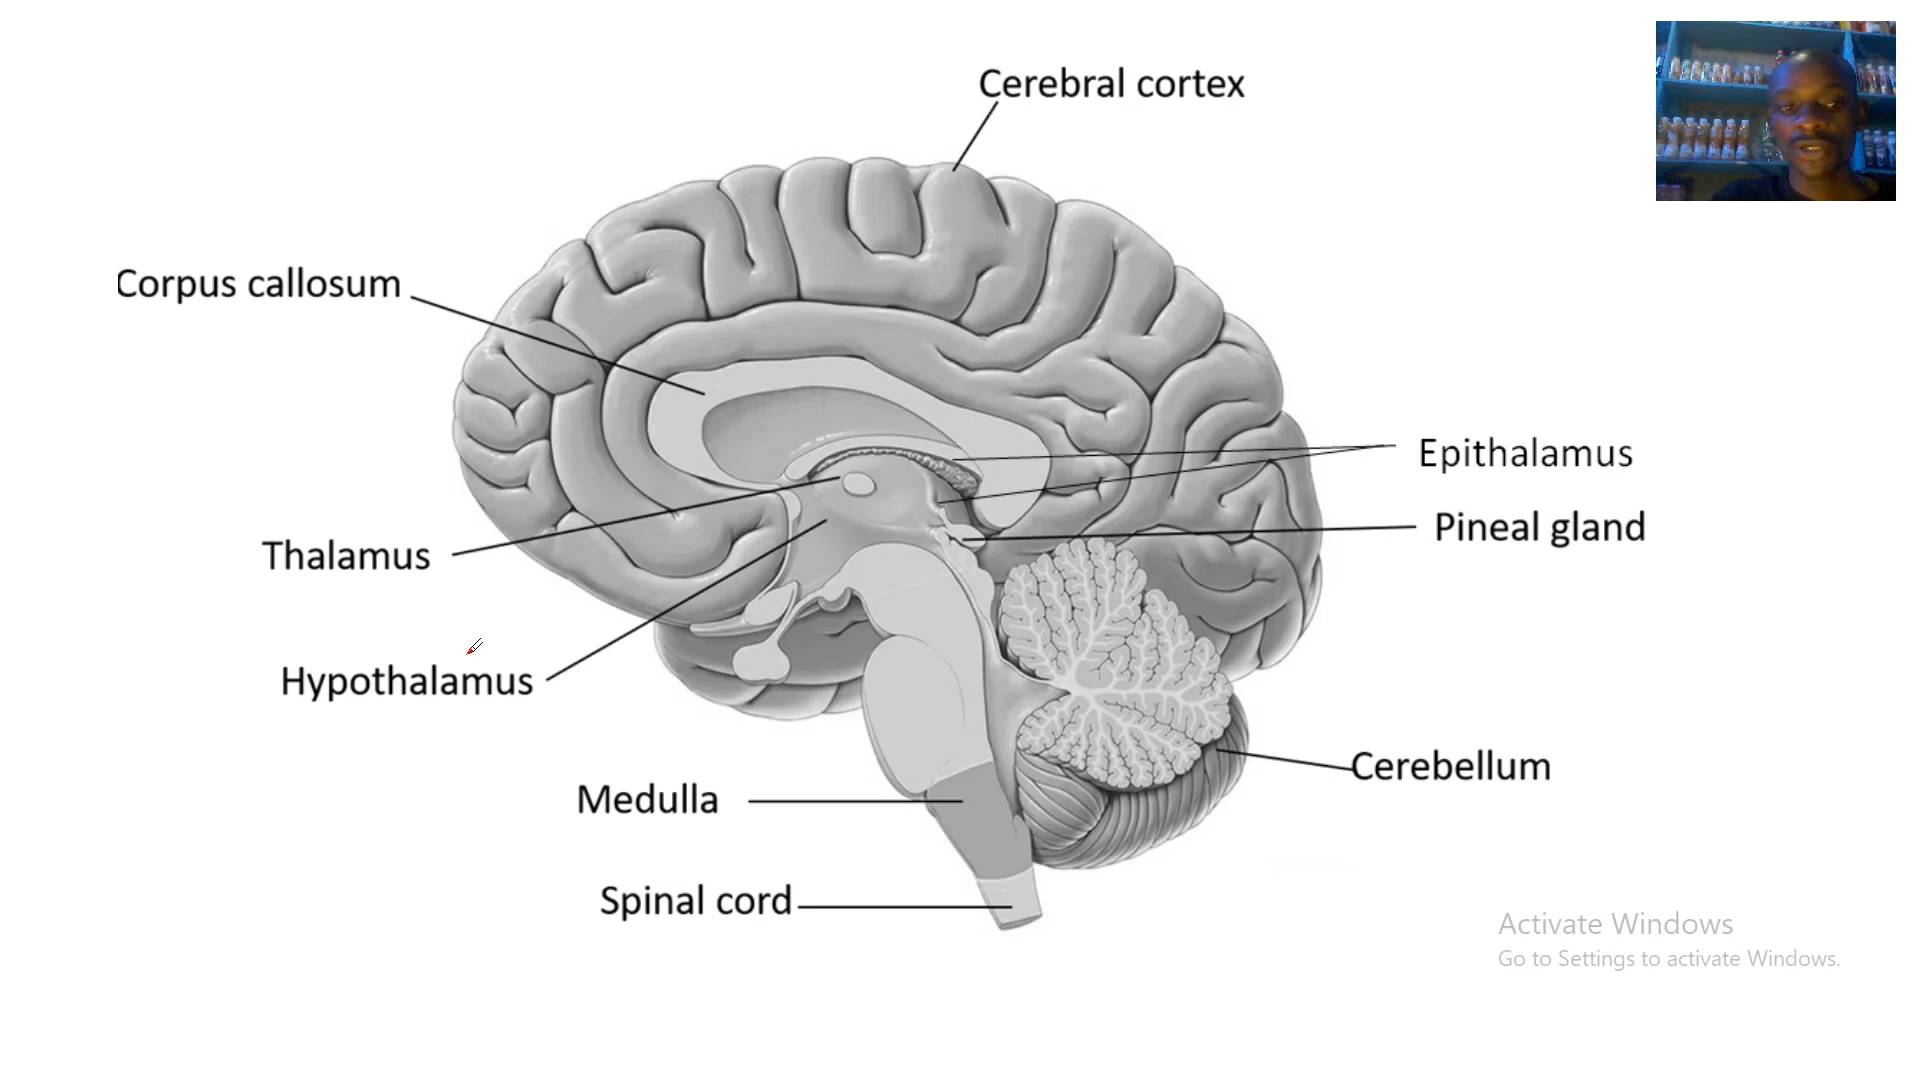 Cerebral cortex
Corpus callosum
Epithalamus
Pineal gland
Thalamus
Hypothalamus
Cerebellum
Medulla
Spinal cord
Activate Windows
Go to Settings to activate Windows.